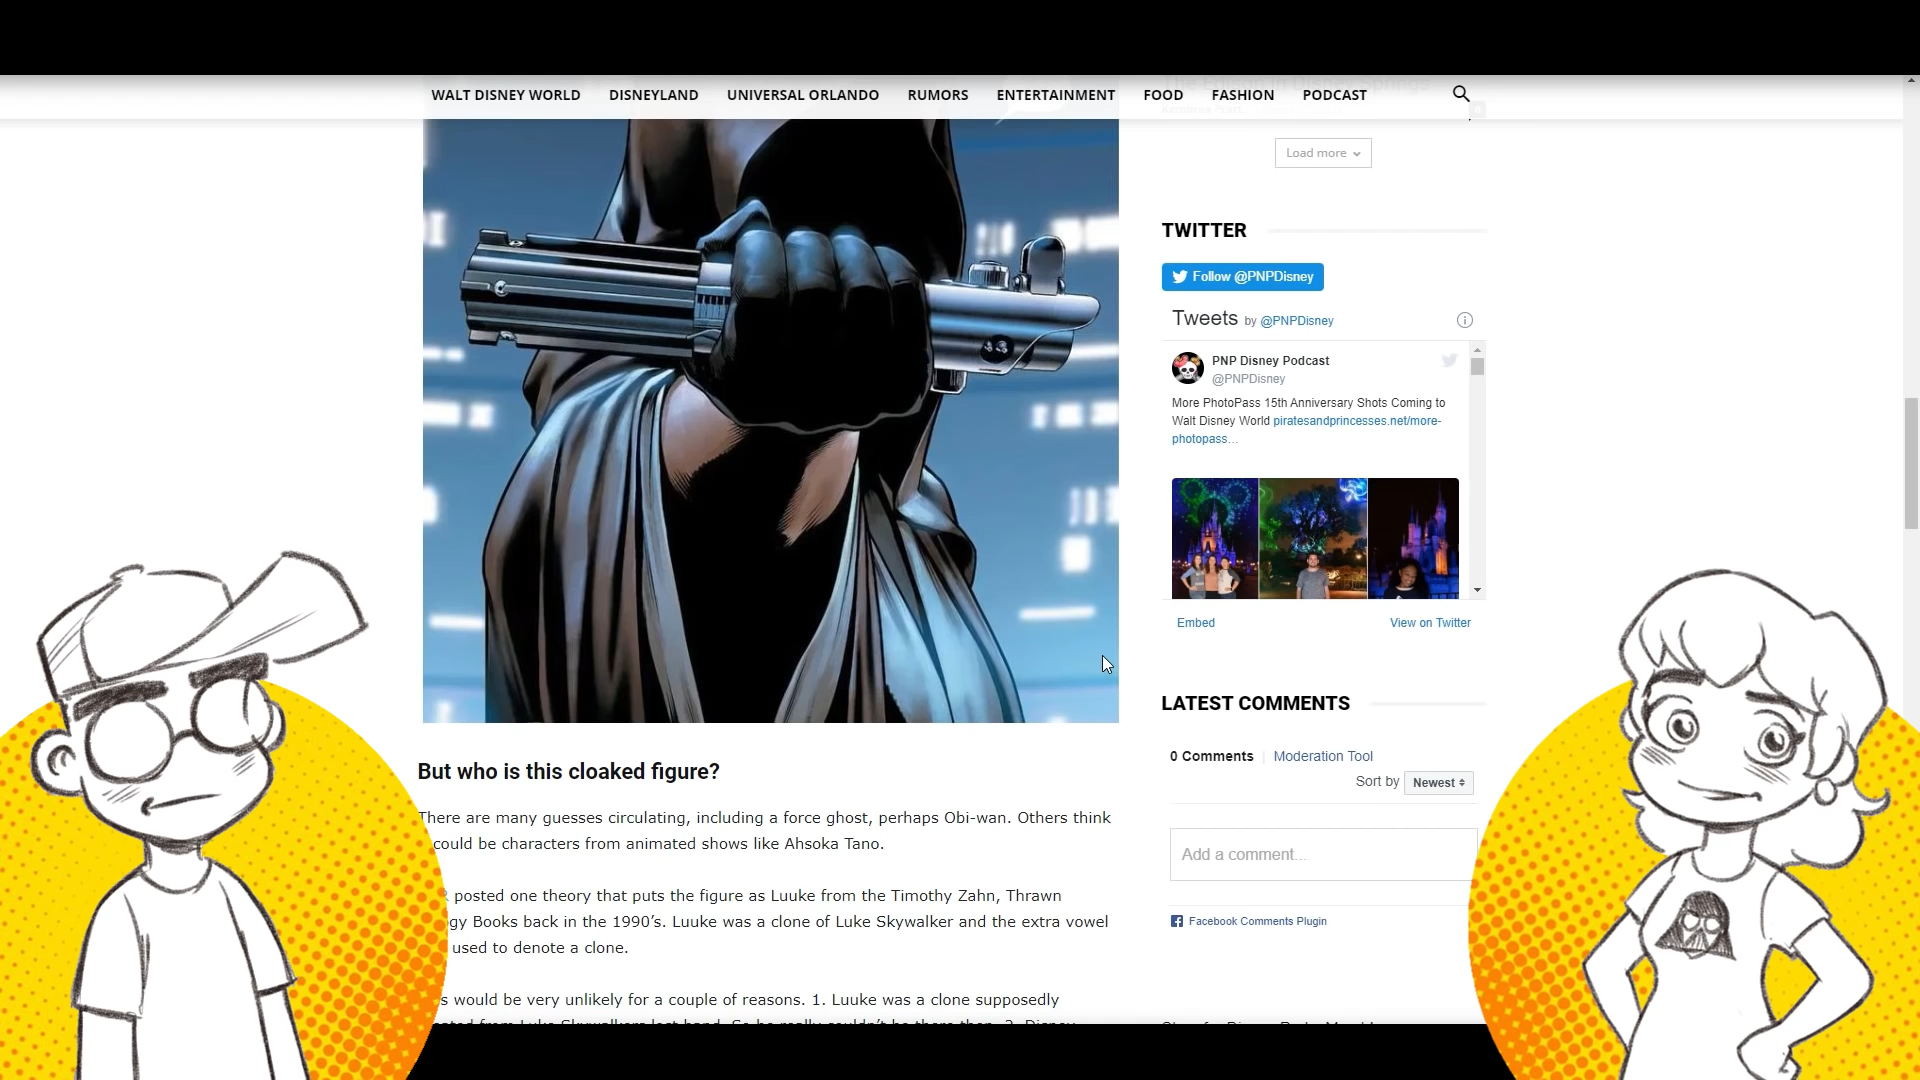 WALT DISNEY WORLD DISNEYLAND UNIVERSAL ORLANDO RUMORS ENTERTAINMENT FOOD FASHION PODCAST
Load more
TWITTER
Follow @PNPDisney
Tweets by @PNPDisney
PNP Disney Podcast
@PNPDisney
More PhotoPass 15th Anniversary Shots Coming to
Walt Disney World piratesandprincesses.net/more-
photopass…
Embed View on Twitter
LATEST COMMENTS
0 Comments Moderation Tool
Sort by Newest
Add a comment...
Facebook Comments Plugin
But who is this cloaked figure?
There are many guesses circulating, including a force ghost, perhaps Obi-wan. Others think
could be characters from animated shows like Ahsoka Tano.
posted one theory that puts the figure as Luuke from the Timothy Zahn, Thrawn
gy Books back in the 1990's. Luuke was a clone of Luke Skywalker and the extra vowel
used to denote a clone.
s would be very unlikely for a couple of reasons. 1. Luuke was a clone supposedly